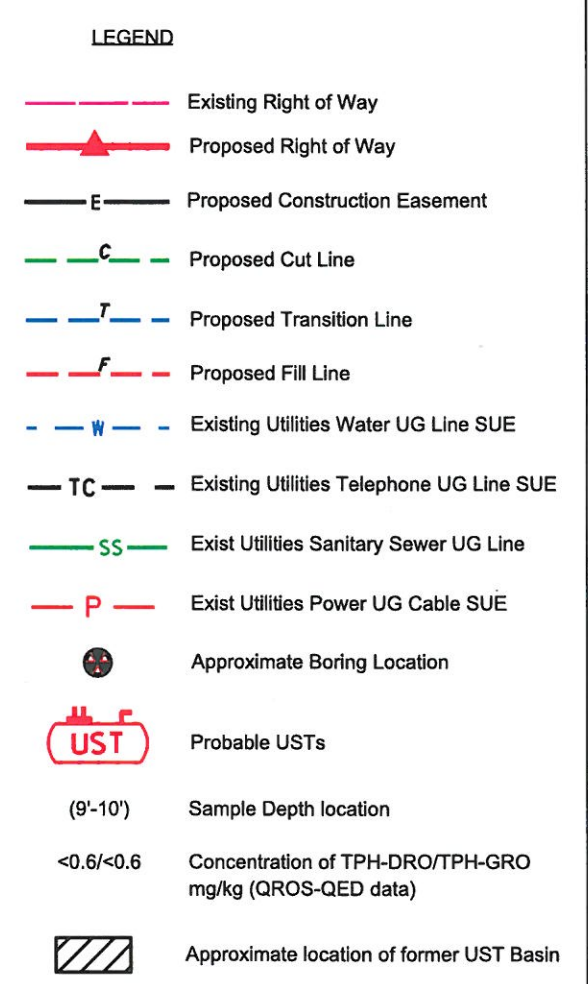 LEGEND
Existing Right of Way
Proposed Right of Way
E Proposed Construction Easement
C Proposed Cut Line
T Proposed Transition Line
F Proposed Fill Line
W Existing Utilities Water UG Line SUE
TC Existing Utilities Telephone UG Line SUE
SS Exist Utilities Sanitary Sewer UG Line
P Exist Utilities Power UG Cable SUE
Approximate Boring Location
UST Probable USTs
(9'-10') Sample Depth location
<0.6/<0.6 Concentration of TPH-DRO/TPH-GRO
mg/kg (QROS-QED data)
Approximate location of former UST Basin